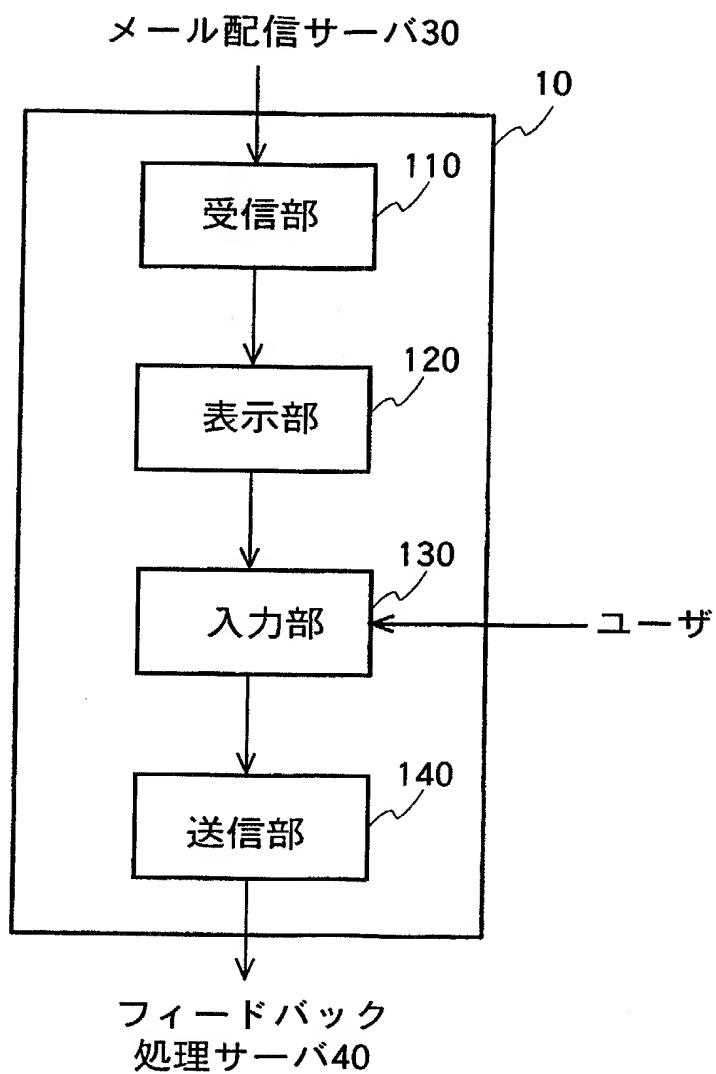 メール配信サーバ30
10
110
受信部
120
表示部
130
入力部
ユーザ
140
送信部
フィードバック
処理サーバ40